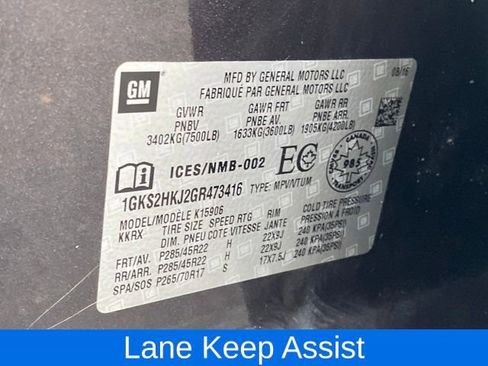 GM
MFD BY GENERAL MOTORS LLC 08/16
FABRIQUÉ PAR GENERAL MOTORS LLC
GVWR GAWR FRT GAWR RR
PNBV PNBE AV. PNBE ARR.
3402KG(7500LB) 1633KG(3600LB) 1905KG(4200LB)
ICES/NMB-002 EC CANADA 985 TRANSPORT
1GKS2HKJ2GR473416 TYPE: MPV/VTUM
MODEL/MODÈLE K15906
KKRX TIRE SIZE SPEED RTG RIM COLD TIRE PRESSURE
DIM. PNEU COTE VITESSE JANTE PRESSION À FROID
FRT/AV. P285/45R22 H 22X9J 240 KPA(35PSI)
RR/ARR. P285/45R22 H 22X9J 240 KPA(35PSI)
SPA/SOS P265/70R17 S 17X7.5J 240 KPA(35PSI)
Lane Keep Assist